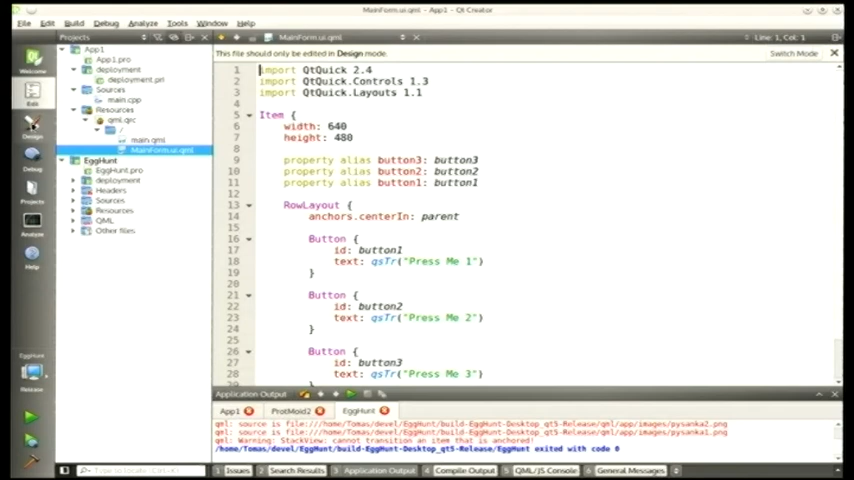 MainForm.ui.qml - App1 - Qt Creator
File Edit Build Debug Analyze Tools Window Help
Projects
MainForm.ui.qml
Line: 1, Col: 1
This file should only be edited in Design mode.
Switch Mode
Welcome
Edit
Design
Debug
Projects
Analyze
Help
EggHunt
Release
App1
App1.pro
deployment
deployment.pri
Sources
main.cpp
Resources
qml.qrc
/
main.qml
MainForm.ui.qml
EggHunt
EggHunt.pro
deployment
Headers
Sources
Resources
QML
Other files
1 import QtQuick 2.4
2 import QtQuick.Controls 1.3
3 import QtQuick.Layouts 1.1
4
5 Item {
6 width: 640
7 height: 480
8
9 property alias button3: button3
10 property alias button2: button2
11 property alias button1: button1
12
13 RowLayout {
14 anchors.centerIn: parent
15
16 Button {
17 id: button1
18 text: qsTr("Press Me 1")
19 }
20
21 Button {
22 id: button2
23 text: qsTr("Press Me 2")
24 }
25
26 Button {
27 id: button3
28 text: qsTr("Press Me 3")
29 }
Application Output
App1 ProtMoid2 EggHunt
qml: source is file:///home/Tomas/devel/EggHunt/build-EggHunt-Desktop_qt5-Release/qml/app/images/pysanka2.png
qml: source is file:///home/Tomas/devel/EggHunt/build-EggHunt-Desktop_qt5-Release/qml/app/images/pysanka1.png
qml: Warning: StackView: cannot transition an item that is anchored!
/home/Tomas/devel/EggHunt/build-EggHunt-Desktop_qt5-Release/EggHunt exited with code 0
Type to locate (Ctrl+K)
1 Issues
2 Search Results
3 Application Output
4 Compile Output
5 QML/JS Console
6 General Messages